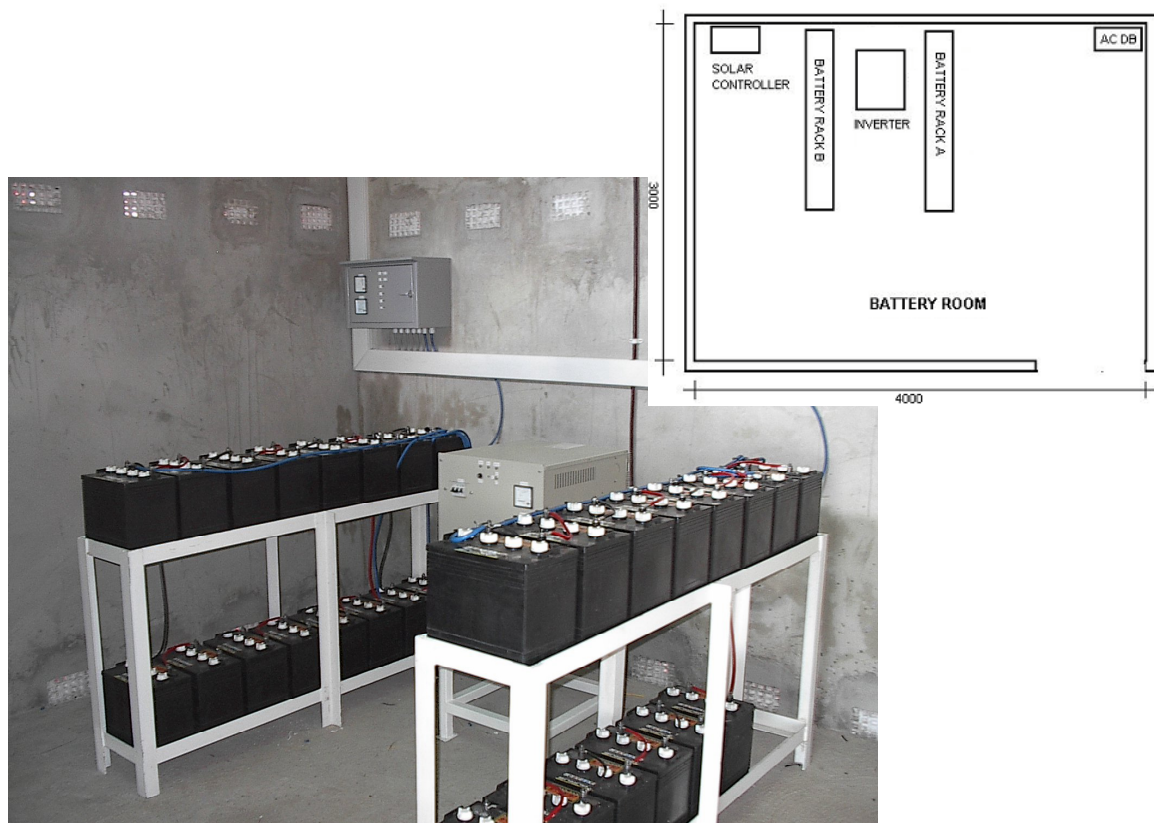 SOLAR
CONTROLLER
BATTERY RACK B
INVERTER
BATTERY RACK A
AC DB
3000
BATTERY ROOM
4000